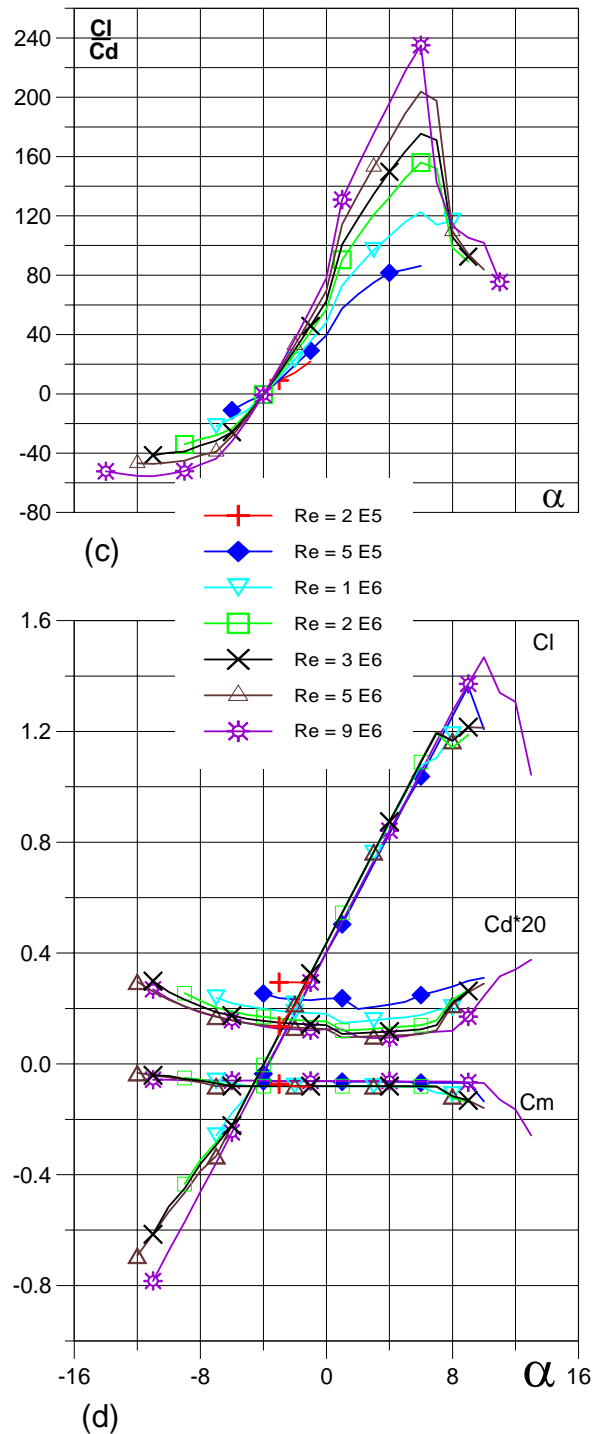 Cl
Cd
240
200
160
120
80
40
0
-40
-80
α
(c)
Re = 2 E5
Re = 5 E5
Re = 1 E6
Re = 2 E6
Re = 3 E6
Re = 5 E6
Re = 9 E6
1.6
Cl
1.2
0.8
Cd*20
0.4
0.0
Cm
-0.4
-0.8
-16 -8 0 8 16
α
(d)